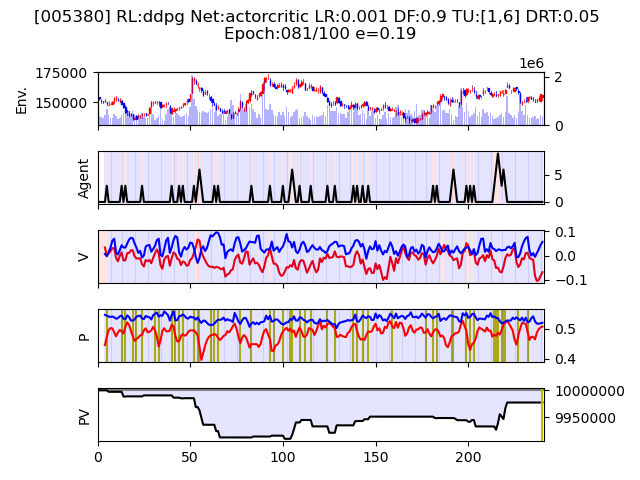 [005380] RL:ddpg Net:actorcritic LR:0.001 DF:0.9 TU:[1,6] DRT:0.05
Epoch:081/100 e=0.19
1e6
175000
150000
Env.
2
0
Agent
5
0
V
0.1
0.0
−0.1
P
0.5
0.4
PV
10000000
9950000
0
50
100
150
200